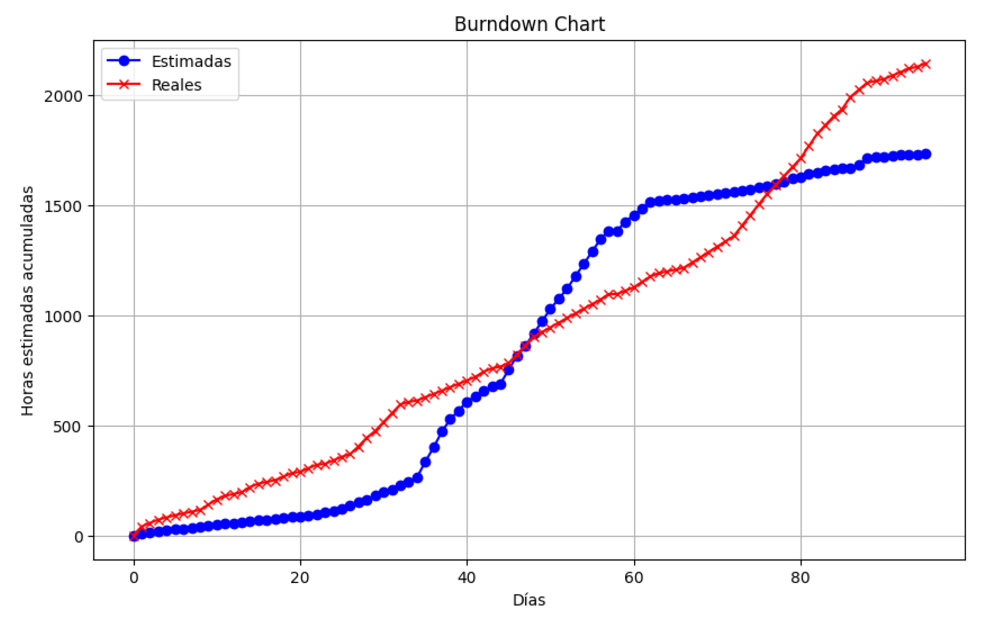 Burndown Chart
Estimadas
Reales
Horas estimadas acumuladas
2000
1500
1000
500
0
0 20 40 60 80
Días